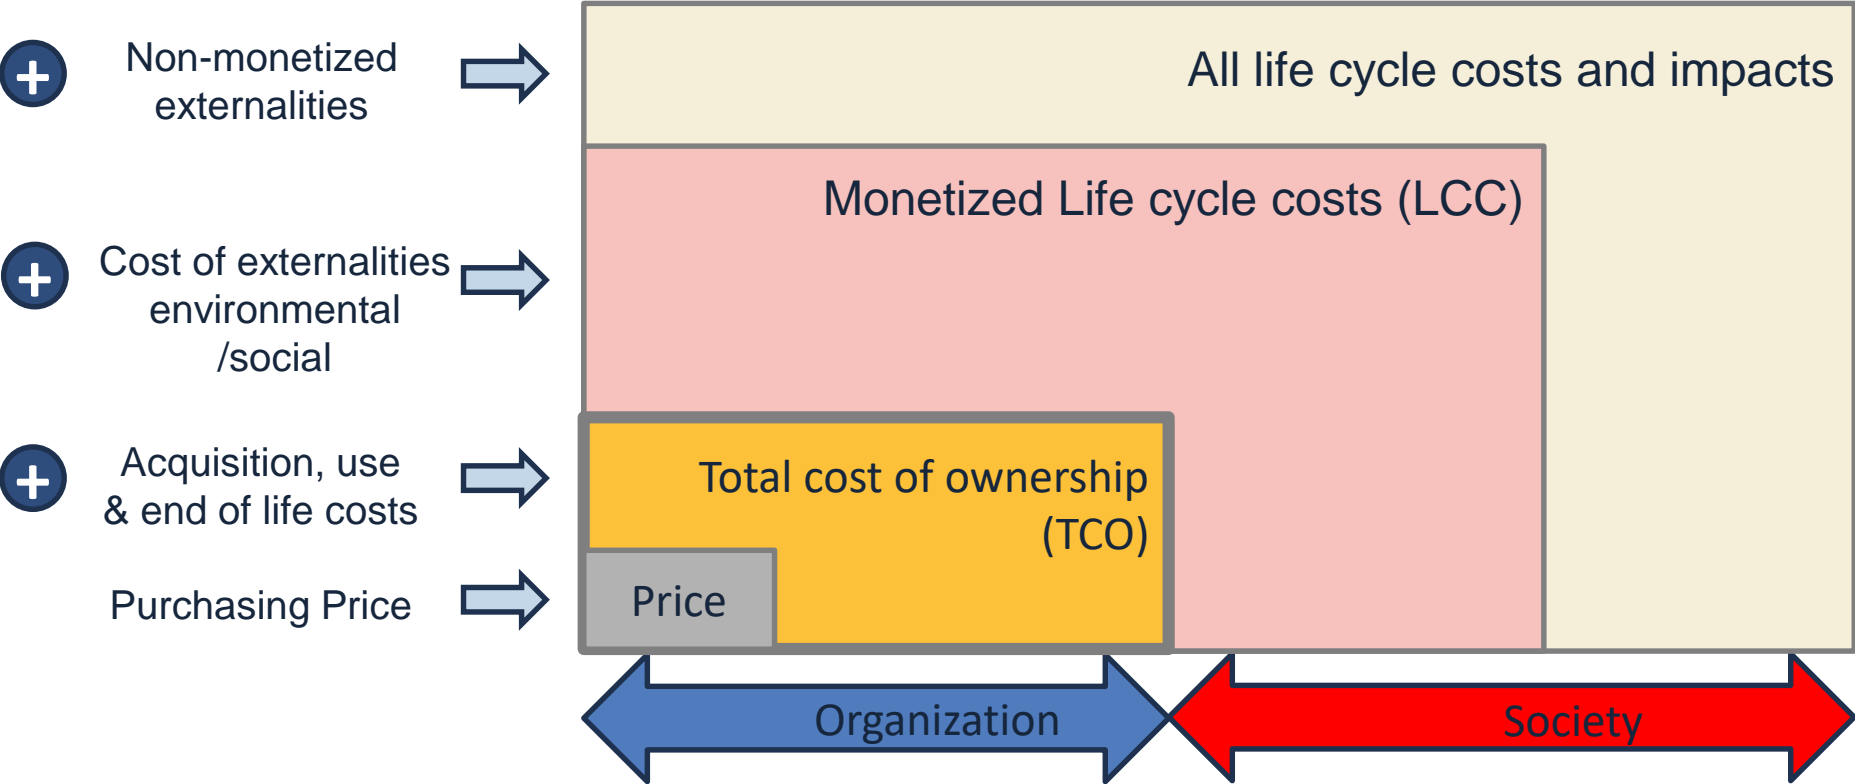 +
Non-monetized
externalities
All life cycle costs and impacts
Monetized Life cycle costs (LCC)
+
Cost of externalities
environmental
/social
+
Acquisition, use
& end of life costs
Total cost of ownership
(TCO)
Purchasing Price
Price
Organization
Society